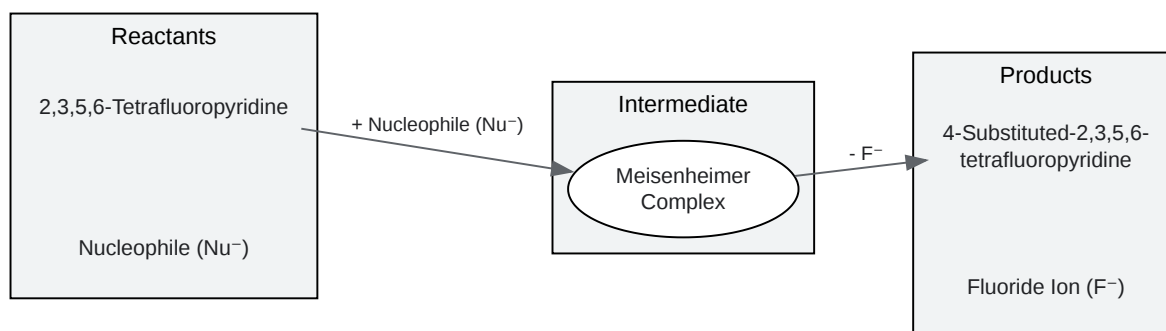 Reactants
2,3,5,6-Tetrafluoropyridine
Nucleophile (Nu⁻)
+ Nucleophile (Nu⁻)
Intermediate
Meisenheimer
Complex
- F⁻
Products
4-Substituted-2,3,5,6-
tetrafluoropyridine
Fluoride Ion (F⁻)